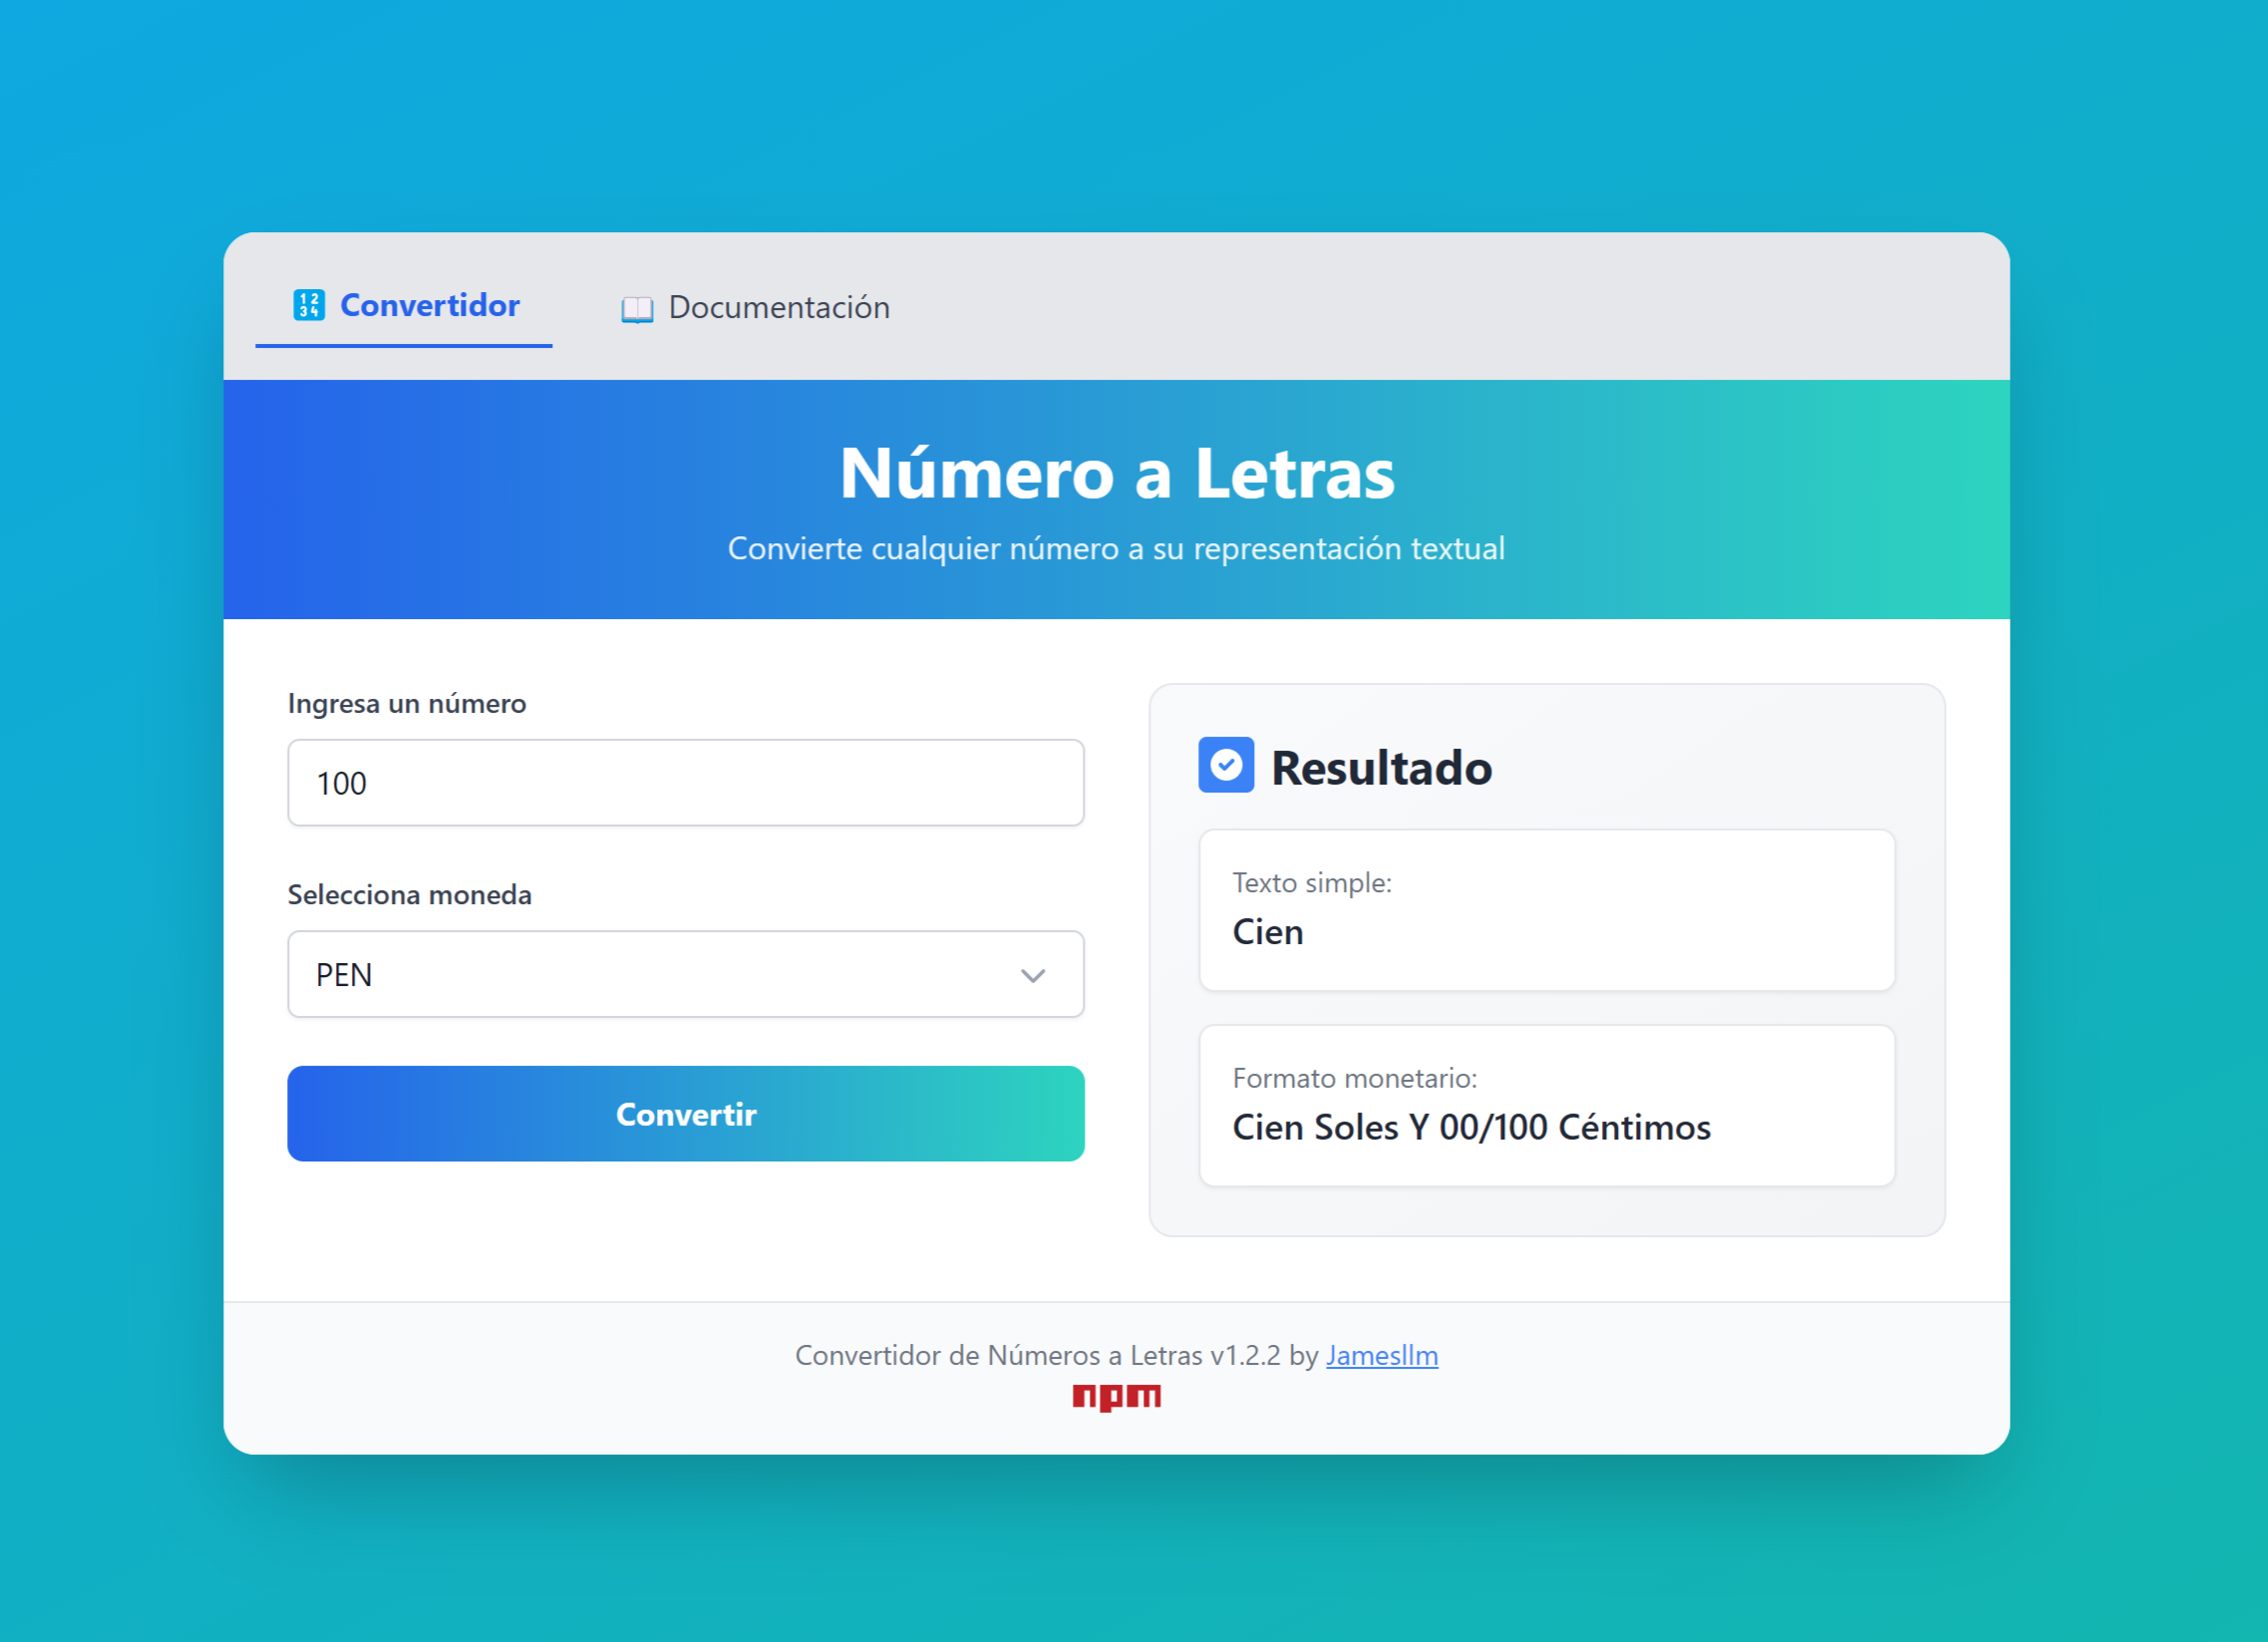 Convertidor
Documentación
Número a Letras
Convierte cualquier número a su representación textual
Ingresa un número
100
Selecciona moneda
PEN
Convertir
Resultado
Texto simple:
Cien
Formato monetario:
Cien Soles Y 00/100 Céntimos
Convertidor de Números a Letras v1.2.2 by Jamesllm
npm